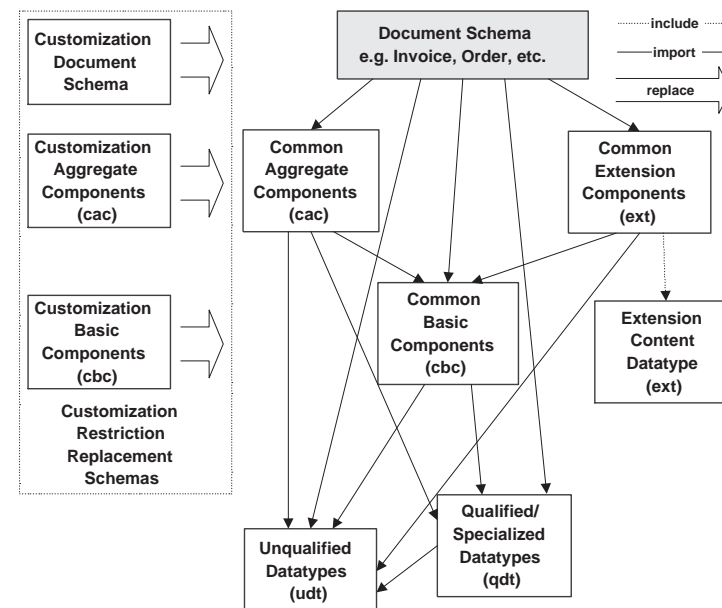 Customization
Document
Schema
Document Schema
e.g. Invoice, Order, etc.
include
import
replace
Customization
Aggregate
Components
(cac)
Common
Aggregate
Components
(cac)
Common
Extension
Components
(ext)
Customization
Basic
Components
(cbc)
Common
Basic
Components
(cbc)
Extension
Content
Datatype
(ext)
Customization
Restriction
Replacement
Schemas
Unqualified
Datatypes
(udt)
Qualified/
Specialized
Datatypes
(qdt)